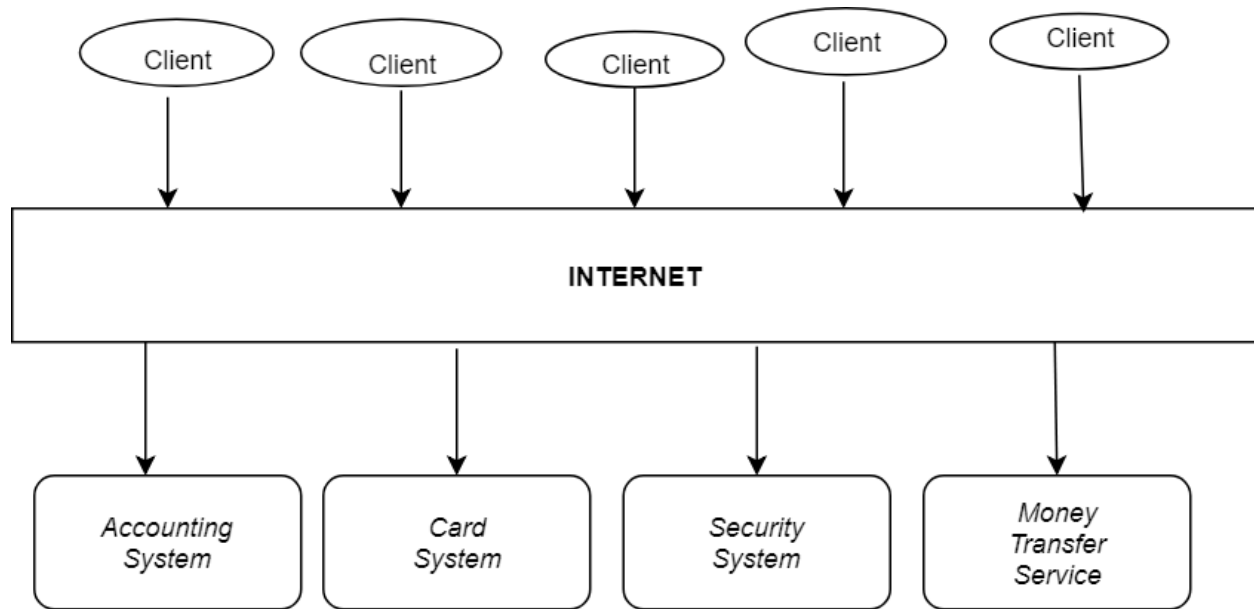 Client
Client
Client
Client
Client
INTERNET
Accounting
System
Card
System
Security
System
Money
Transfer
Service